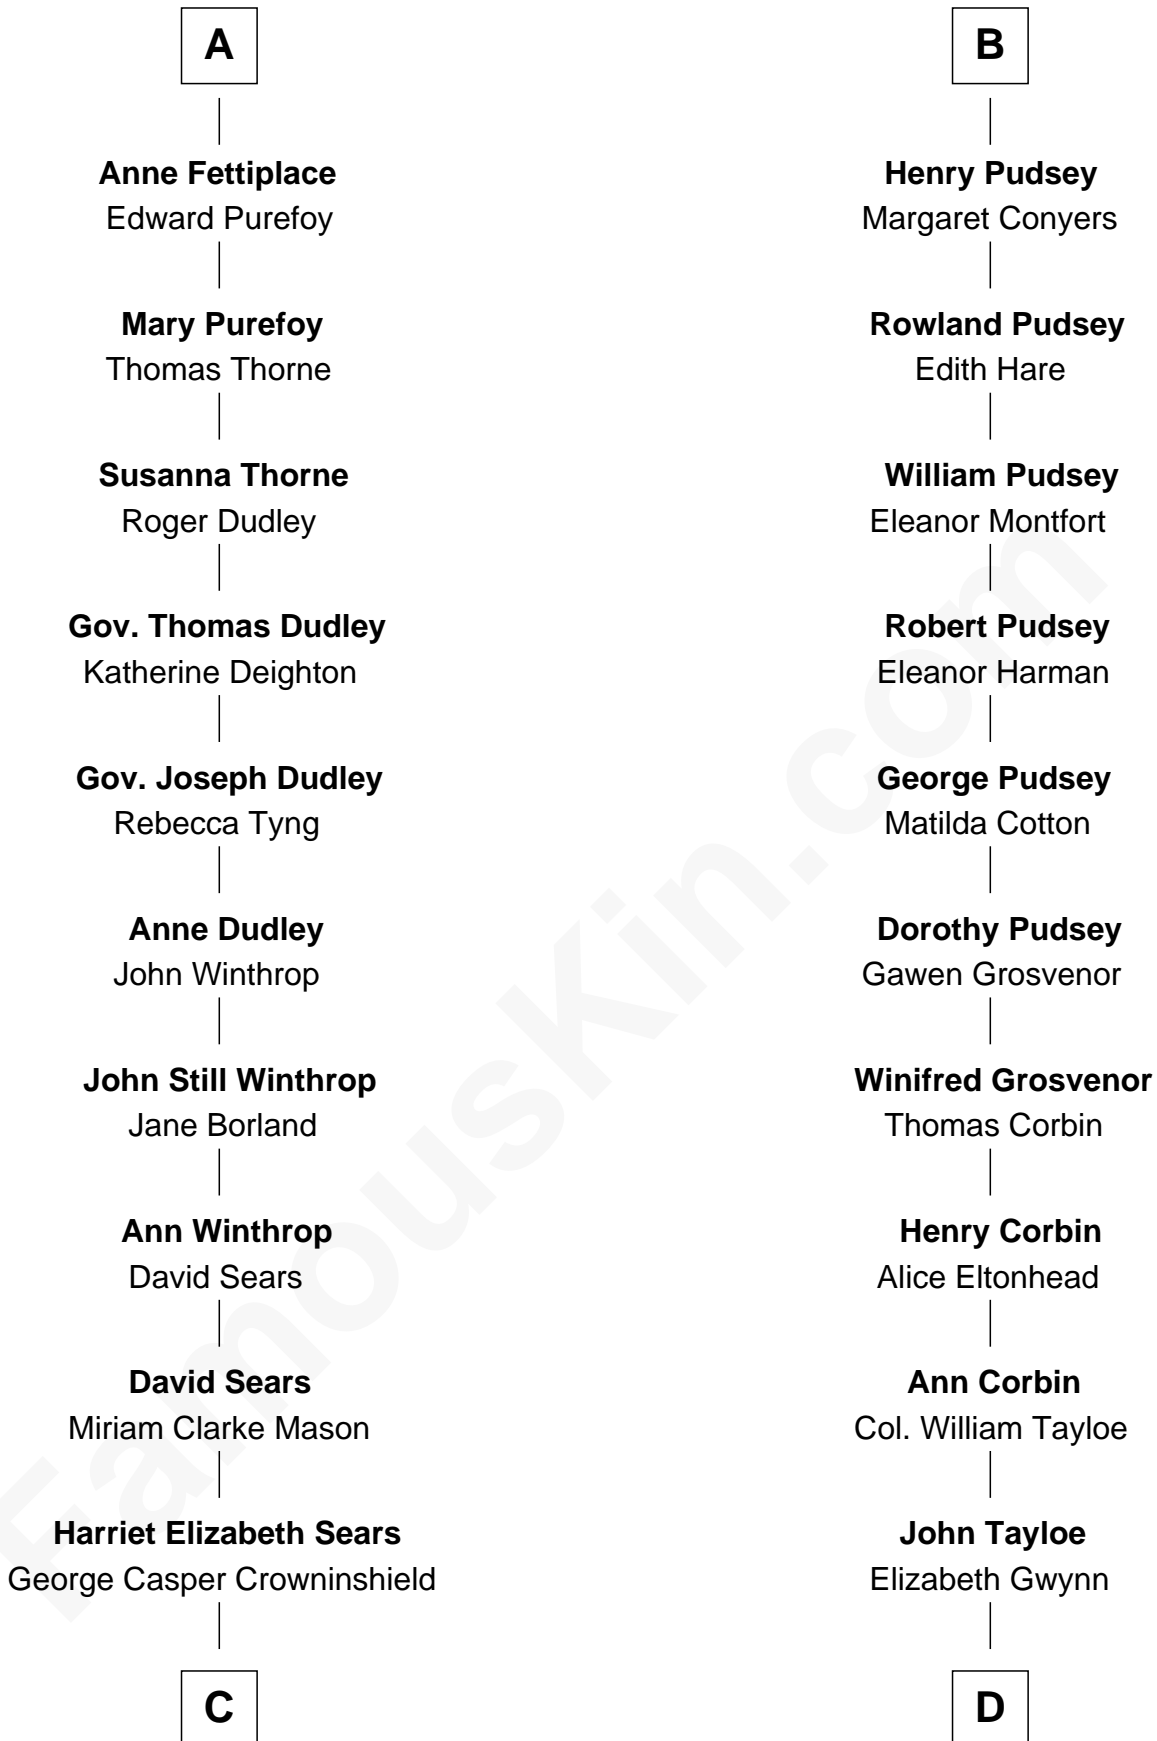 A
Anne Fettiplace
Edward Purefoy
Mary Purefoy
Thomas Thorne
Susanna Thorne
Roger Dudley
Gov. Thomas Dudley
Katherine Deighton
Gov. Joseph Dudley
Rebecca Tyng
Anne Dudley
John Winthrop
John Still Winthrop
Jane Borland
Ann Winthrop
David Sears
David Sears
Miriam Clarke Mason
Harriet Elizabeth Sears
George Casper Crowninshield
C
B
Henry Pudsey
Margaret Conyers
Rowland Pudsey
Edith Hare
William Pudsey
Eleanor Montfort
Robert Pudsey
Eleanor Harman
George Pudsey
Matilda Cotton
Dorothy Pudsey
Gawen Grosvenor
Winifred Grosvenor
Thomas Corbin
Henry Corbin
Alice Eltonhead
Ann Corbin
Col. William Tayloe
John Tayloe
Elizabeth Gwynn
D
FamousKin.com